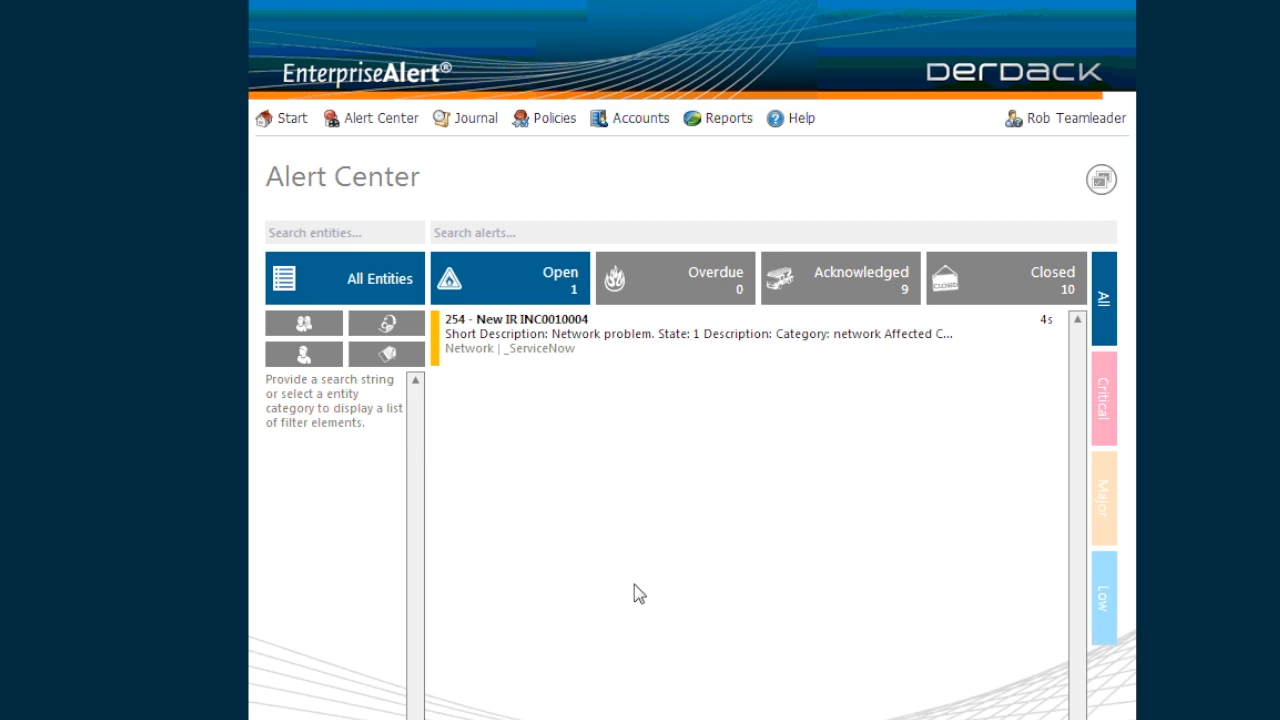 EnterpriseAlert®
DERDACK
Start Alert Center Journal Policies Accounts Reports Help Rob Teamleader
Alert Center
Search entities... Search alerts...
All Entities
Open
1
Overdue
0
Acknowledged
9
CLOSED
Closed
10
All
254 - New IR INC0010004 4s
Short Description: Network problem. State: 1 Description: Category: network Affected C...
Network | _ServiceNow
Provide a search string
or select a entity
category to display a list
of filter elements.
Critical
Major
Low